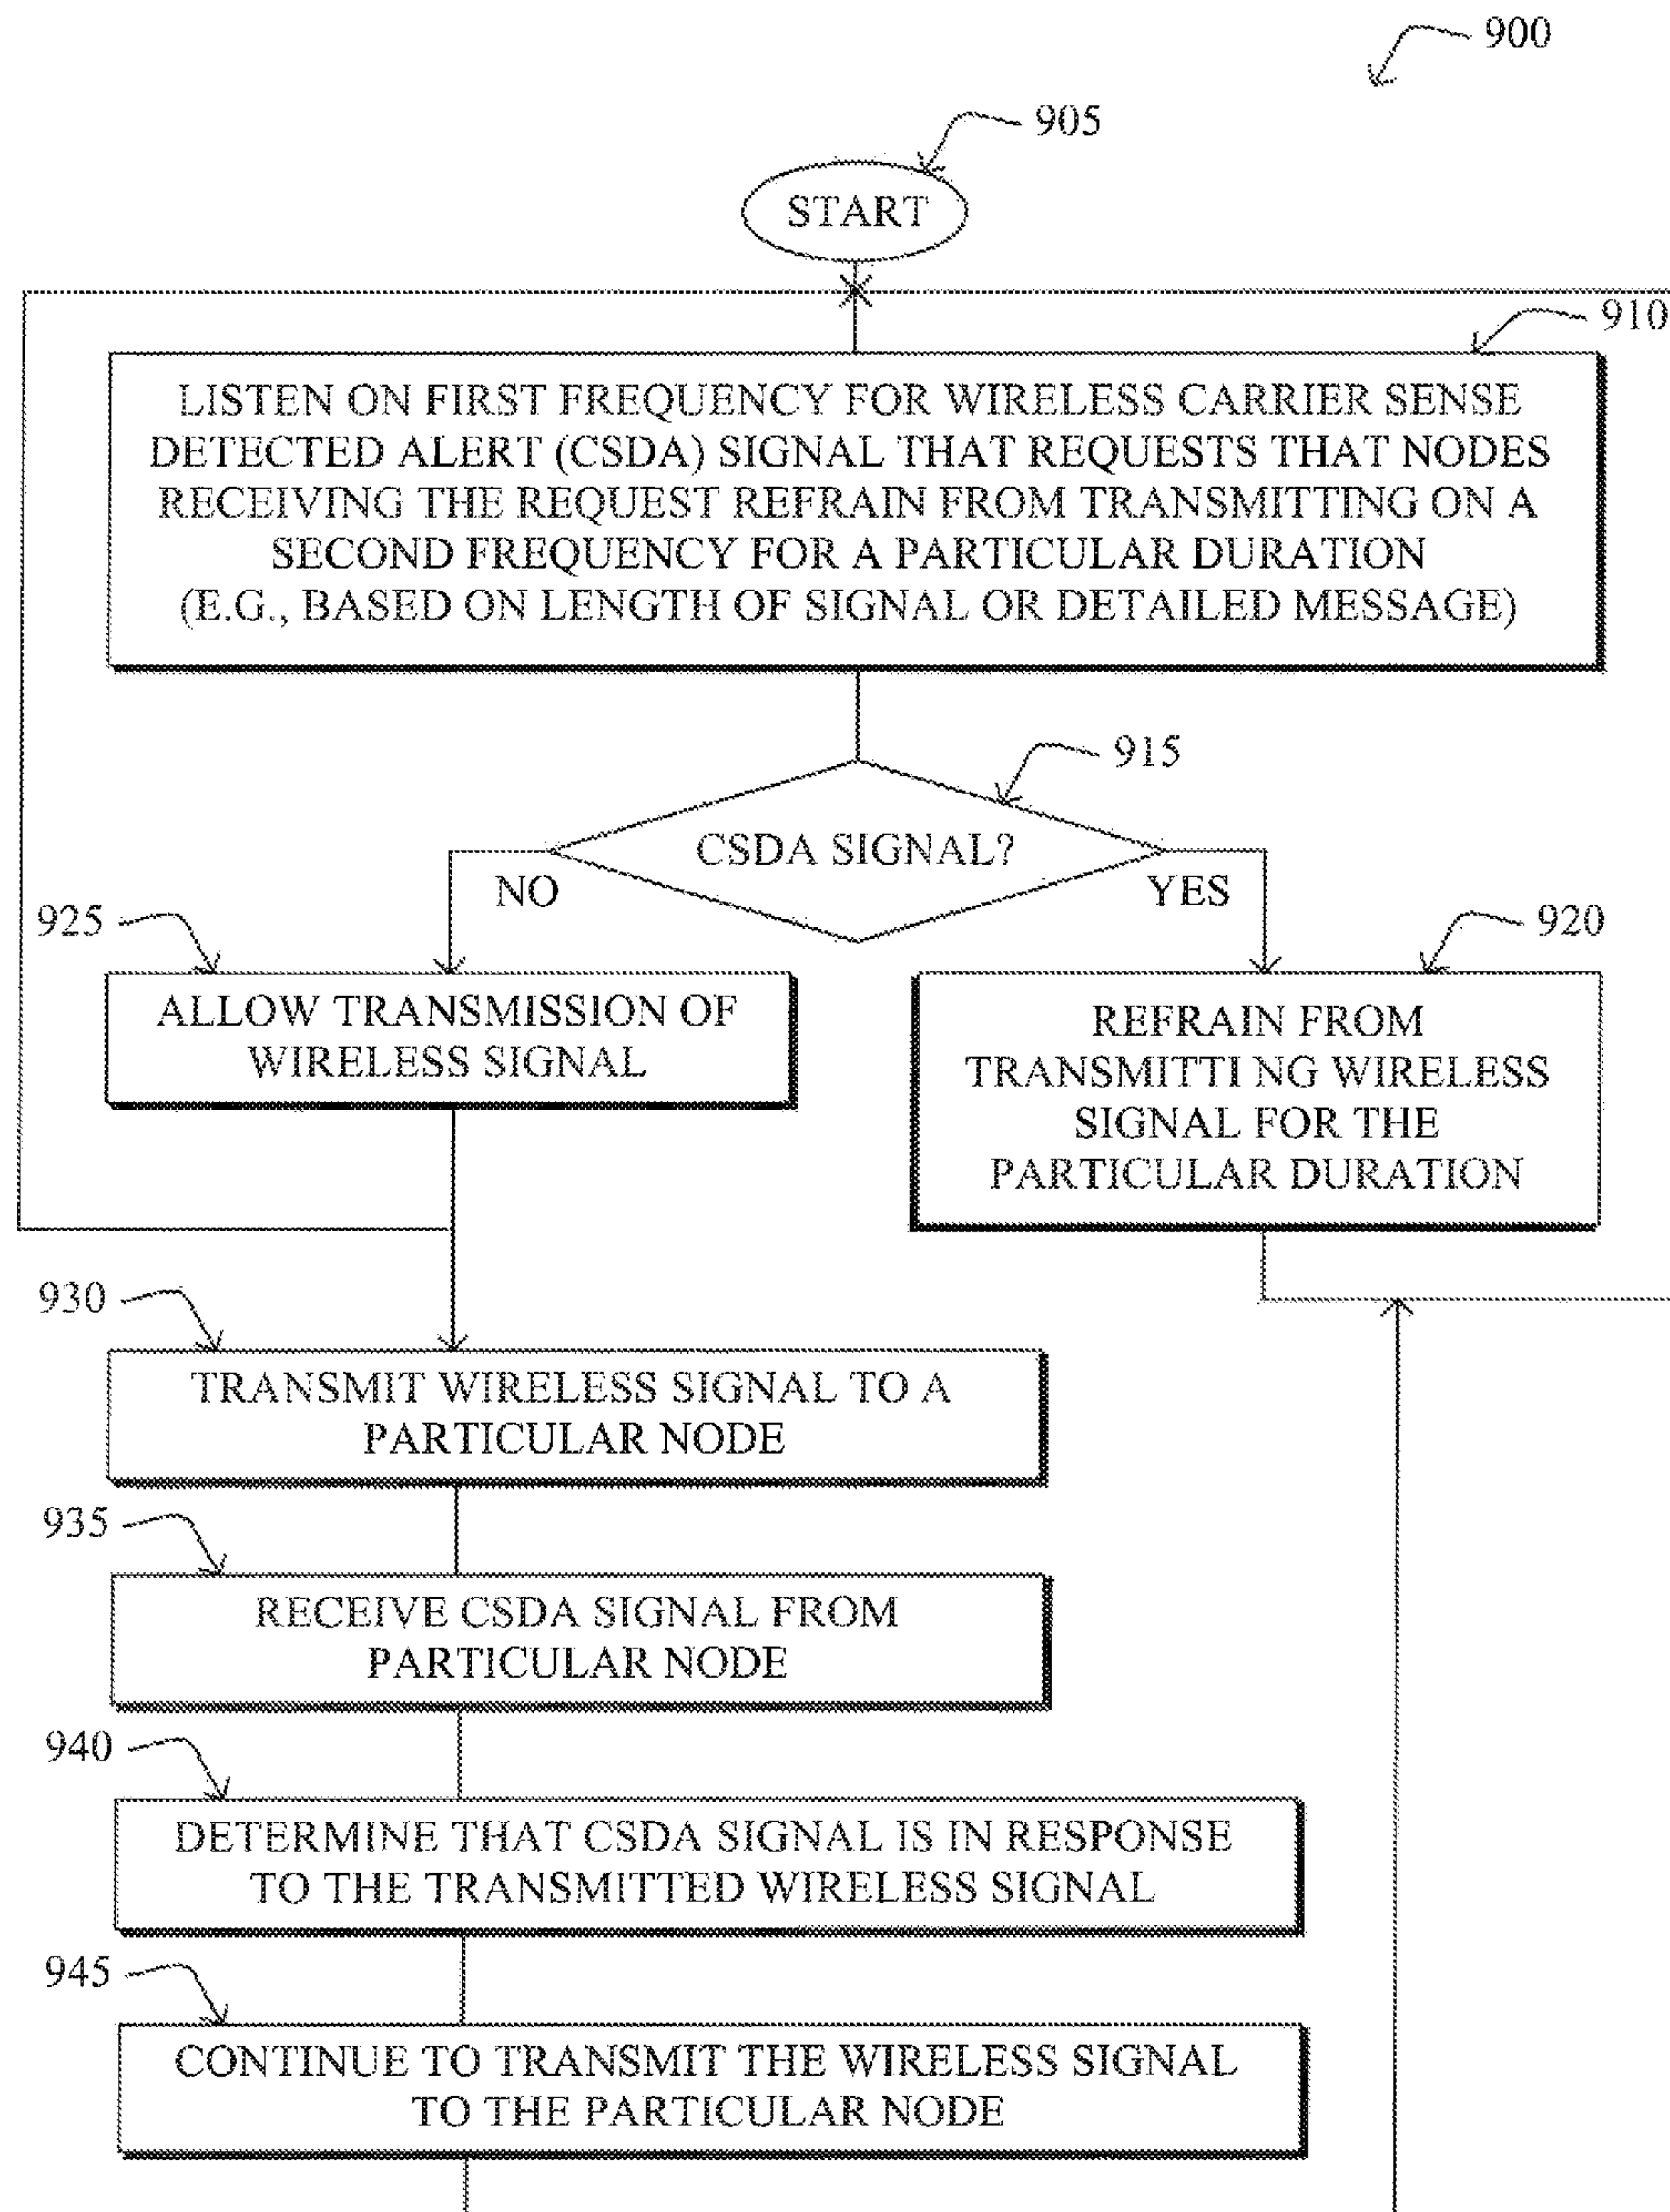 900
905
START
910
LISTEN ON FIRST FREQUENCY FOR WIRELESS CARRIER SENSE
DETECTED ALERT (CSDA) SIGNAL THAT REQUESTS THAT NODES
RECEIVING THE REQUEST REFRAIN FROM TRANSMITTING ON A
SECOND FREQUENCY FOR A PARTICULAR DURATION
(E.G., BASED ON LENGTH OF SIGNAL OR DETAILED MESSAGE)
915
CSDA SIGNAL?
NO
YES
925
920
ALLOW TRANSMISSION OF
WIRELESS SIGNAL
REFRAIN FROM
TRANSMITTI NG WIRELESS
SIGNAL FOR THE
PARTICULAR DURATION
930
TRANSMIT WIRELESS SIGNAL TO A
PARTICULAR NODE
935
RECEIVE CSDA SIGNAL FROM
PARTICULAR NODE
940
DETERMINE THAT CSDA SIGNAL IS IN RESPONSE
TO THE TRANSMITTED WIRELESS SIGNAL
945
CONTINUE TO TRANSMIT THE WIRELESS SIGNAL
TO THE PARTICULAR NODE